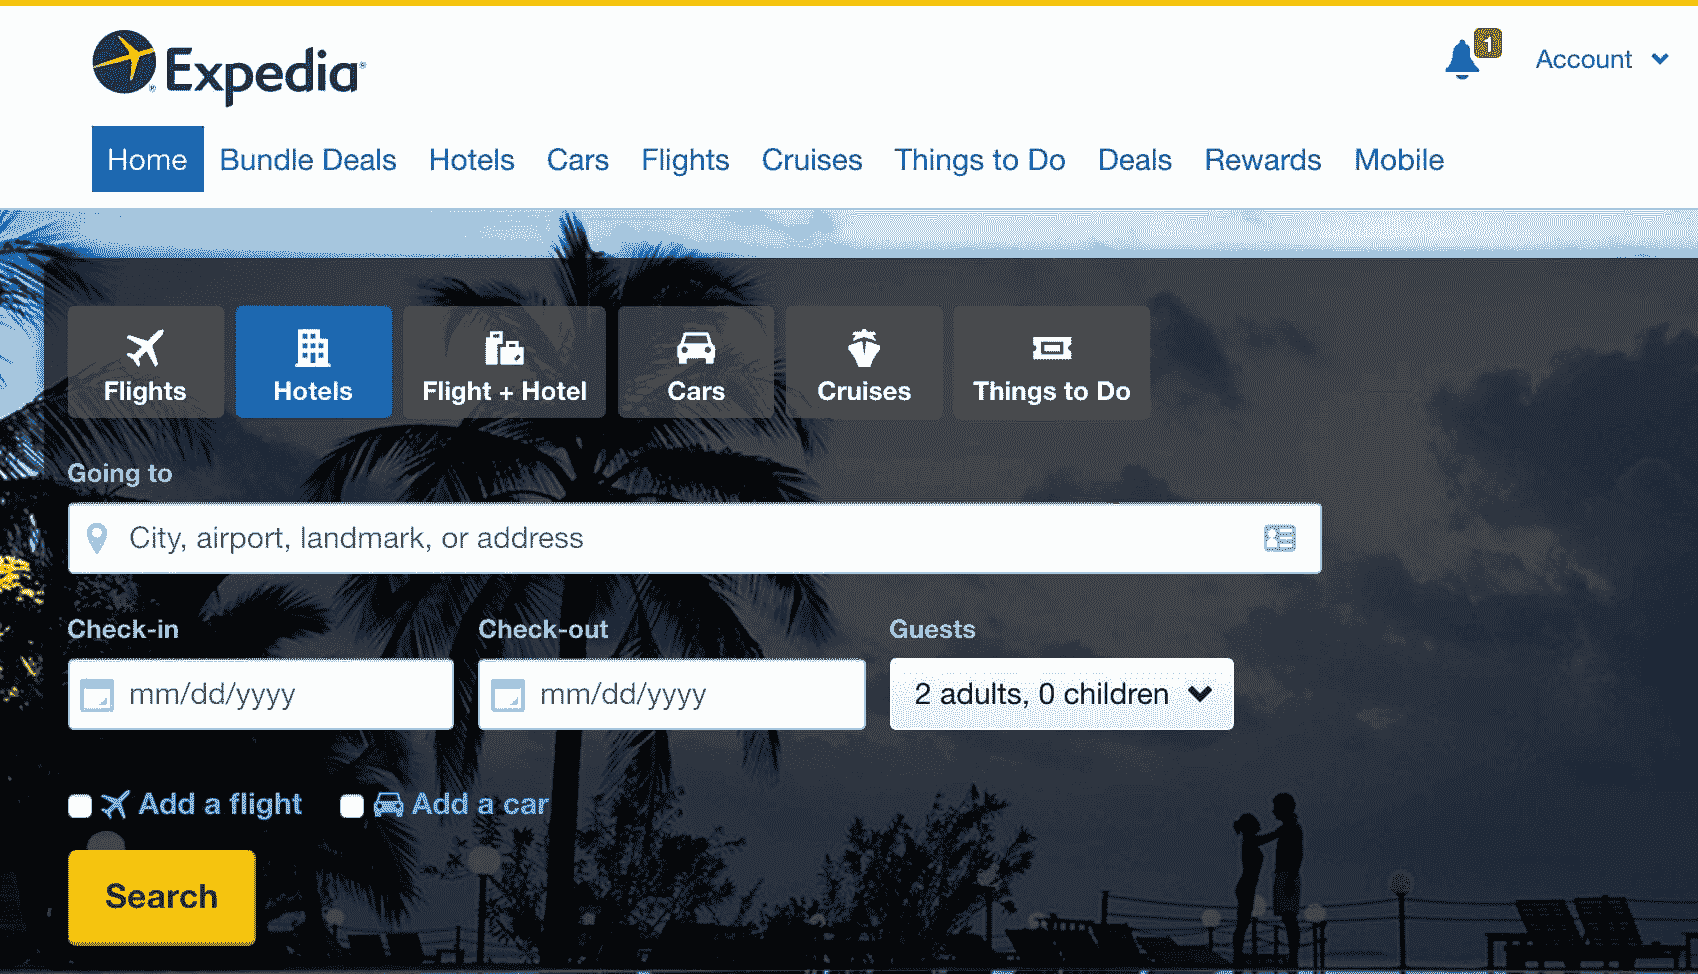 Expedia
1
Account
Home Bundle Deals Hotels Cars Flights Cruises Things to Do Deals Rewards Mobile
Flights Hotels Flight + Hotel Cars Cruises Things to Do
Going to
City, airport, landmark, or address
Check-in Check-out Guests
mm/dd/yyyy mm/dd/yyyy 2 adults, 0 children
Add a flight Add a car
Search